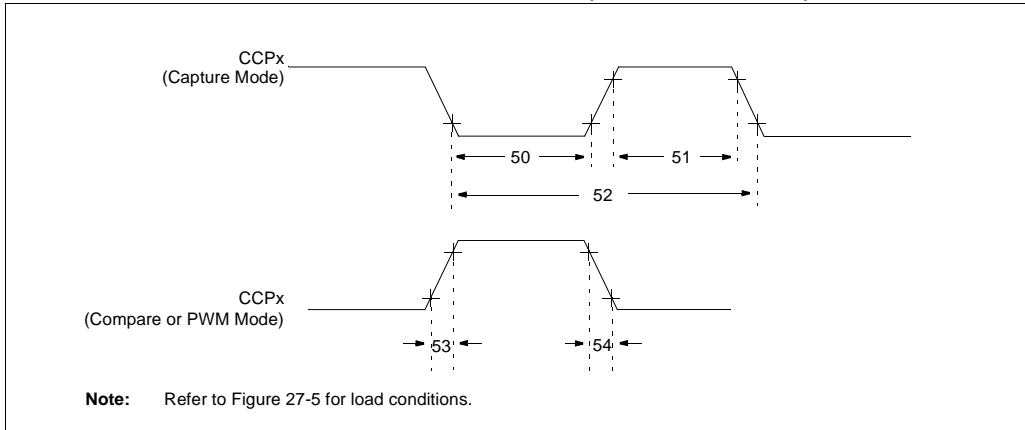 CCPx
(Capture Mode)
50
51
52
CCPx
(Compare or PWM Mode)
53
54
Note: Refer to Figure 27-5 for load conditions.